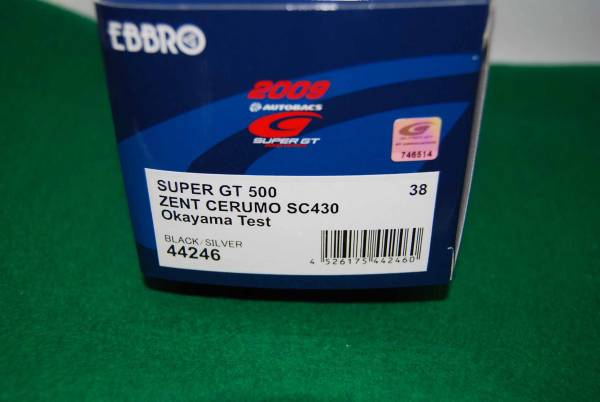 EBBRO
2009
AUTOBACS
SUPER GT
746514
SUPER GT 500 38
ZENT CERUMO SC430
Okayama Test
BLACK/SILVER
44246
4 526175 442460